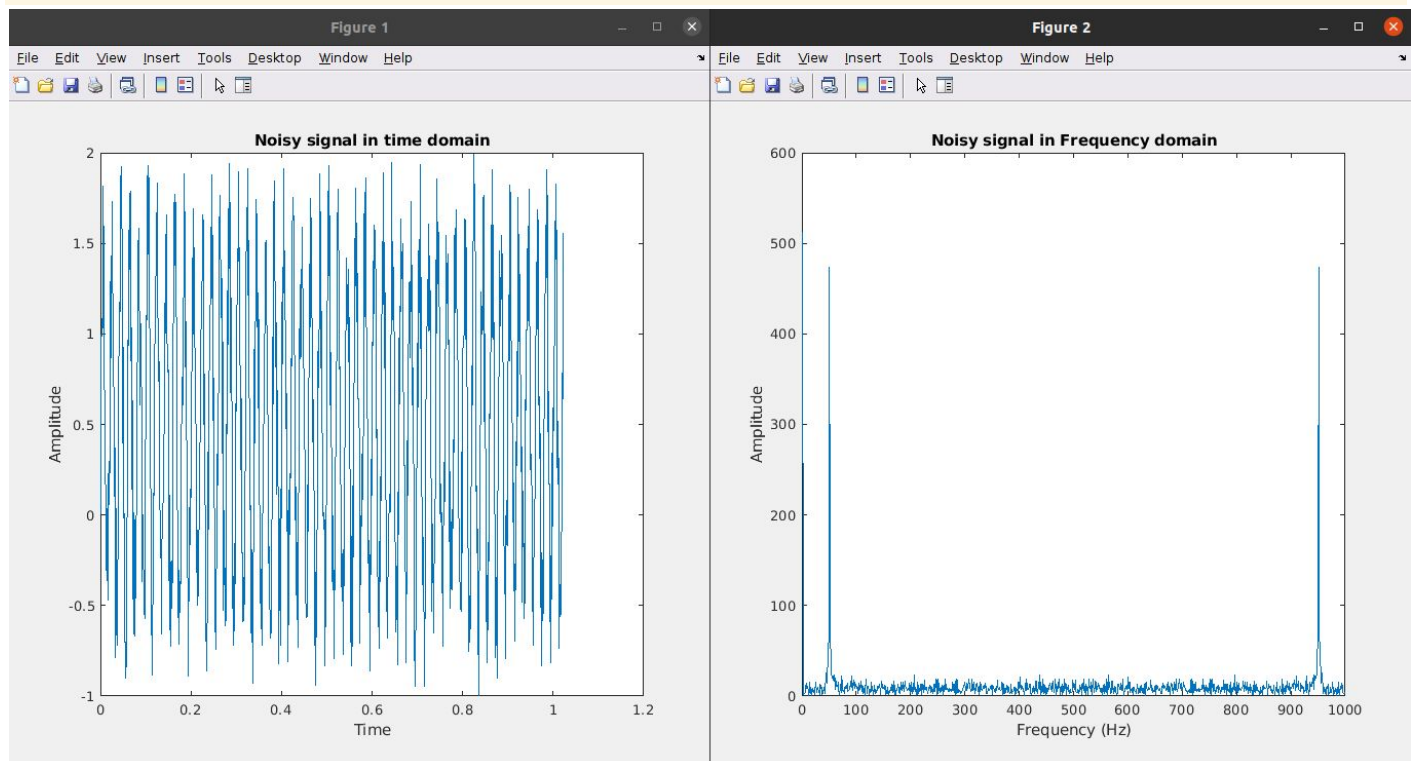 Figure 1
File Edit View Insert Tools Desktop Window Help
Noisy signal in time domain
2
1.5
1
0.5
0
-0.5
-1
Amplitude
0 0.2 0.4 0.6 0.8 1 1.2
Time
Figure 2
File Edit View Insert Tools Desktop Window Help
Noisy signal in Frequency domain
600
500
400
300
200
100
0
Amplitude
0 100 200 300 400 500 600 700 800 900 1000
Frequency (Hz)